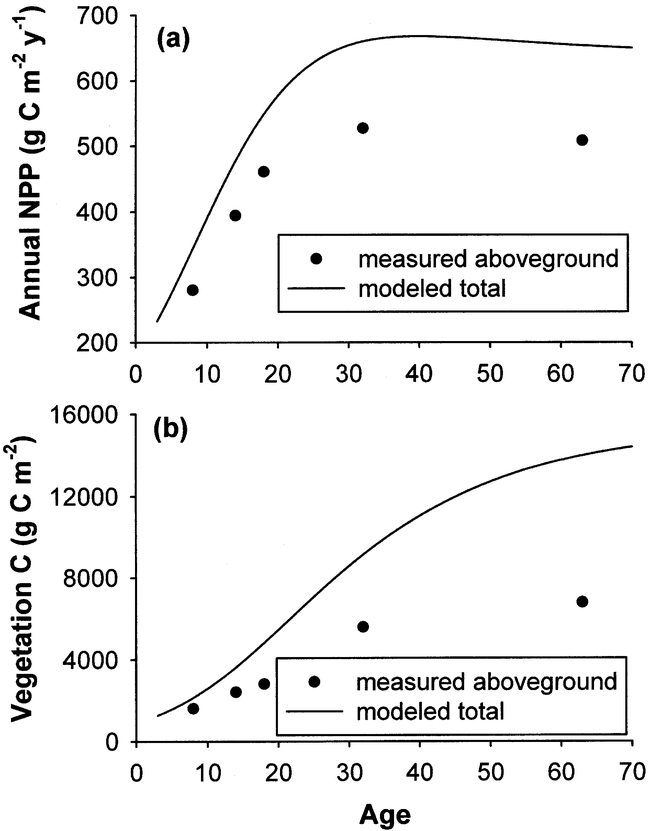 (a)
Annual NPP (g C m⁻² y⁻¹)
700
600
500
400
300
200
measured aboveground
modeled total
0 10 20 30 40 50 60 70
(b)
Vegetation C (g C m⁻²)
16000
12000
8000
4000
0
measured aboveground
modeled total
0 10 20 30 40 50 60 70
Age